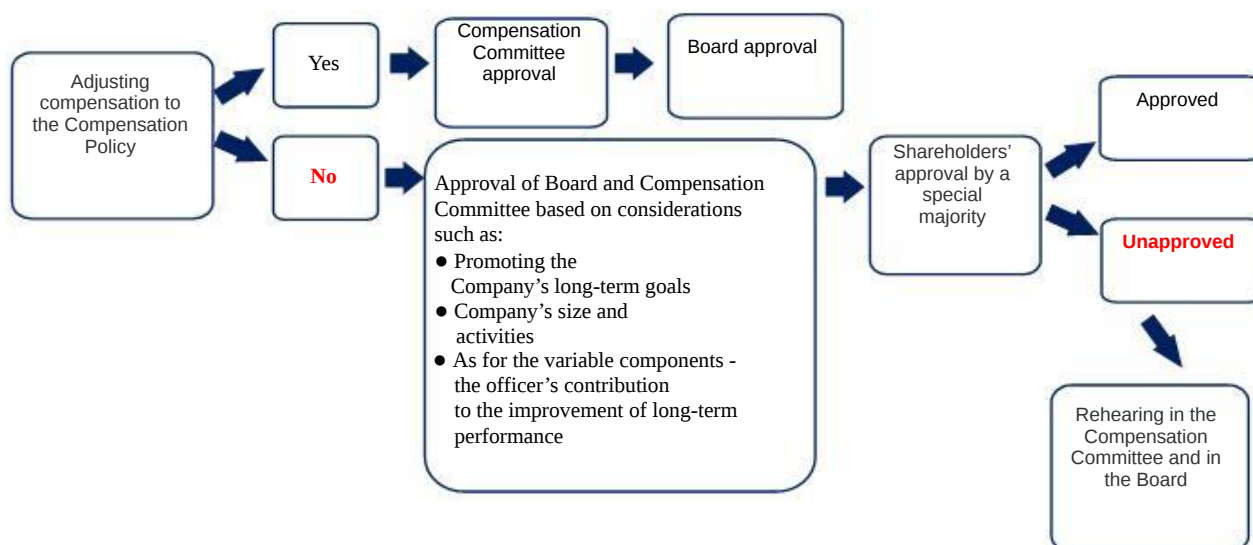 Adjusting
compensation to
the Compensation
Policy
Yes
Compensation
Committee
approval
Board approval
No
Approval of Board and Compensation
Committee based on considerations
such as:
● Promoting the
Company’s long-term goals
● Company’s size and
activities
● As for the variable components -
the officer’s contribution
to the improvement of long-term
performance
Shareholders’
approval by a
special
majority
Approved
Unapproved
Rehearing in the
Compensation
Committee and in
the Board